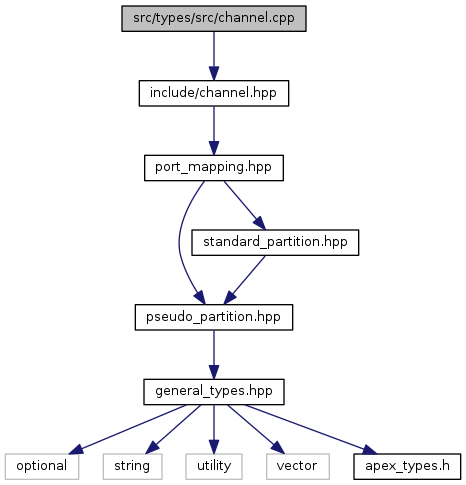 src/types/src/channel.cpp
include/channel.hpp
port_mapping.hpp
standard_partition.hpp
pseudo_partition.hpp
general_types.hpp
optional
string
utility
vector
apex_types.h